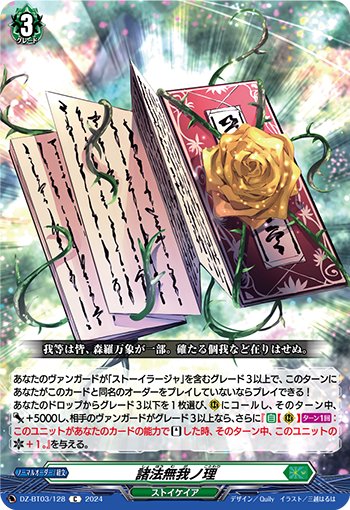 3
グレード
我等は皆、森羅万象が一部。確たる個我など在りはせぬ。
あなたのヴァンガードが「ストイラージャ」を含むグレード3以上で、このターンに
あなたがこのカードと同名のオーダーをプレイしていないならプレイできる!
あなたのドロップからグレード3以下を1枚選び、Ⓡにコールし、そのターン中、
+5000し、相手のヴァンガードがグレード3以上なら、さらに『【自】【Ⓡ】ターン1回:
このユニットがあなたのカードの能力でした時、そのターン中、このユニットの
+1。』を与える。
ノーマルオーダー/経文
諸法無我ノ理
DZ-BT03/128 C 2024
ストイケイア
デザイン/Quily イラスト/三越はるは